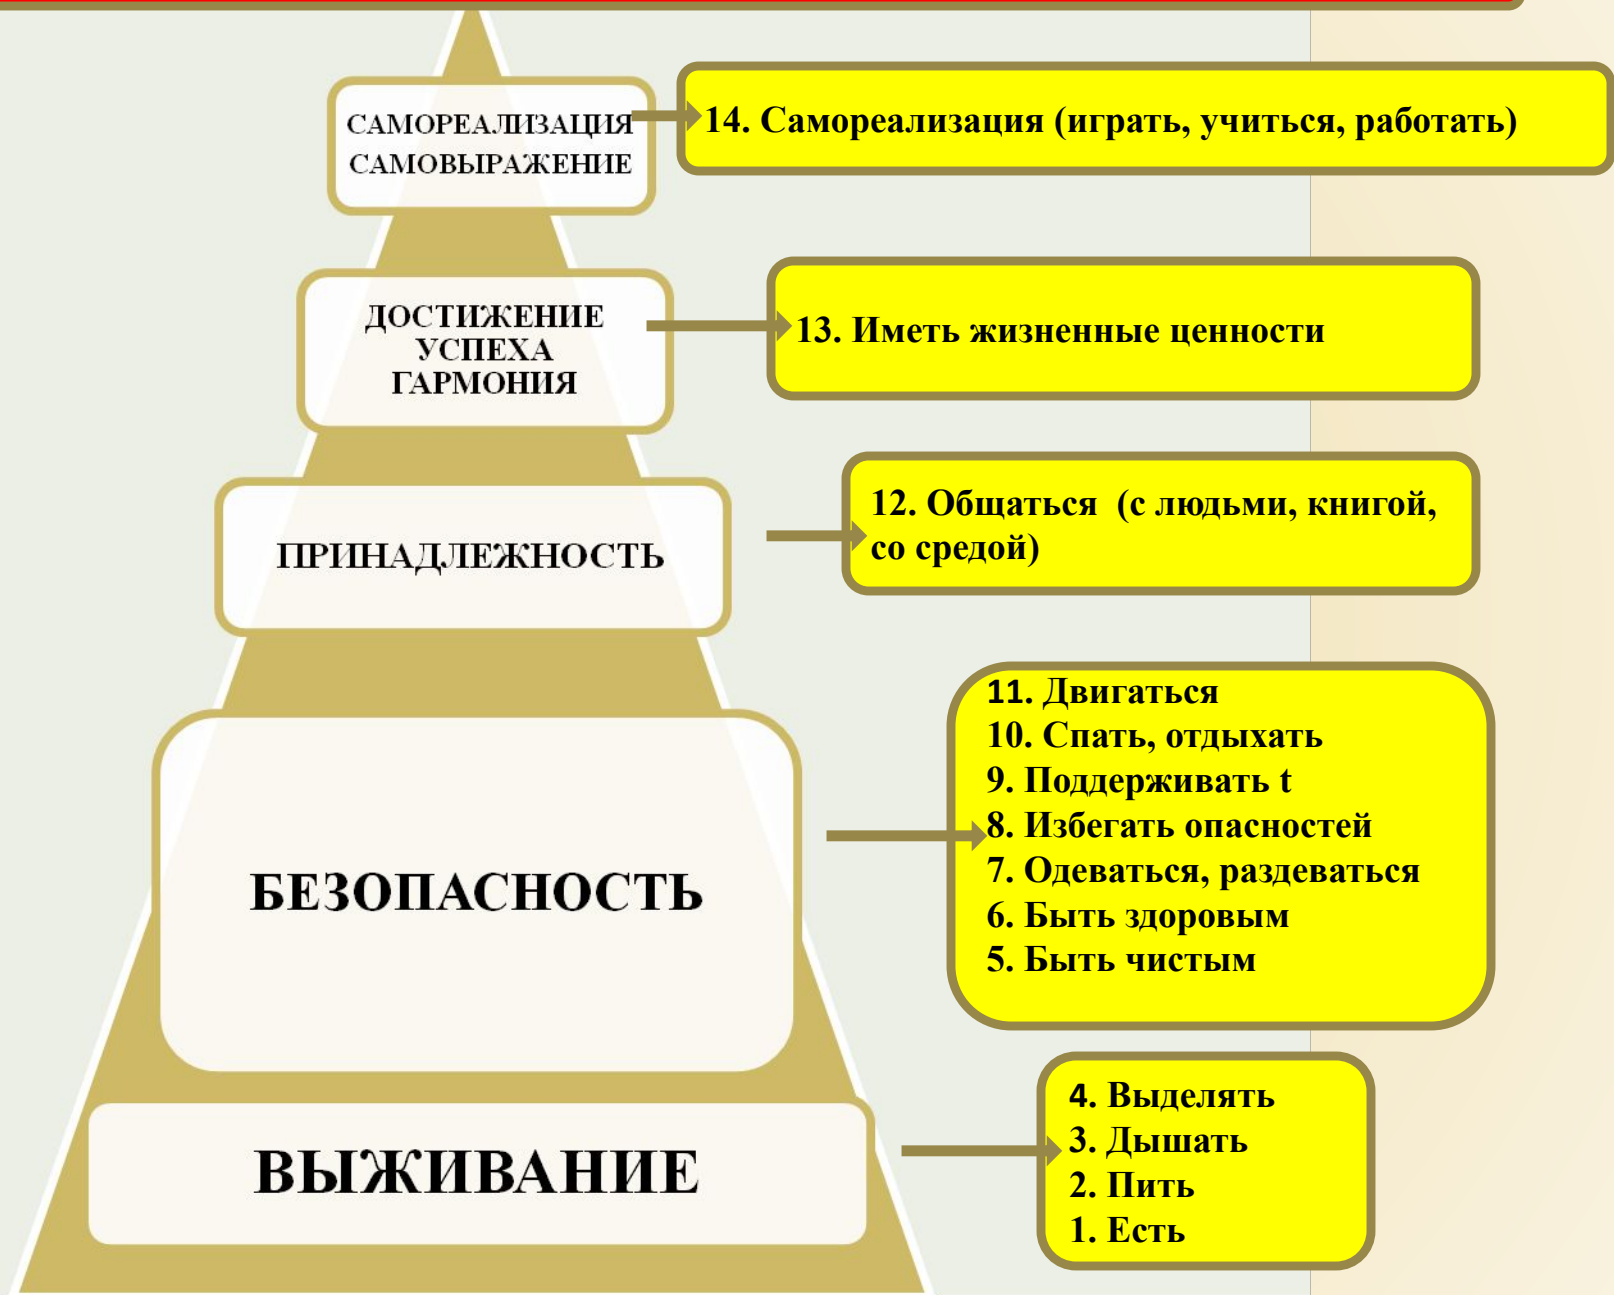 САМОРЕАЛИЗАЦИЯ
САМОВЫРАЖЕНИЕ
14. Самореализация (играть, учиться, работать)
ДОСТИЖЕНИЕ
УСПЕХА
ГАРМОНИЯ
13. Иметь жизненные ценности
ПРИНАДЛЕЖНОСТЬ
12. Общаться (с людьми, книгой,
со средой)
БЕЗОПАСНОСТЬ
11. Двигаться
10. Спать, отдыхать
9. Поддерживать t
8. Избегать опасностей
7. Одеваться, раздеваться
6. Быть здоровым
5. Быть чистым
ВЫЖИВАНИЕ
4. Выделять
3. Дышать
2. Пить
1. Есть